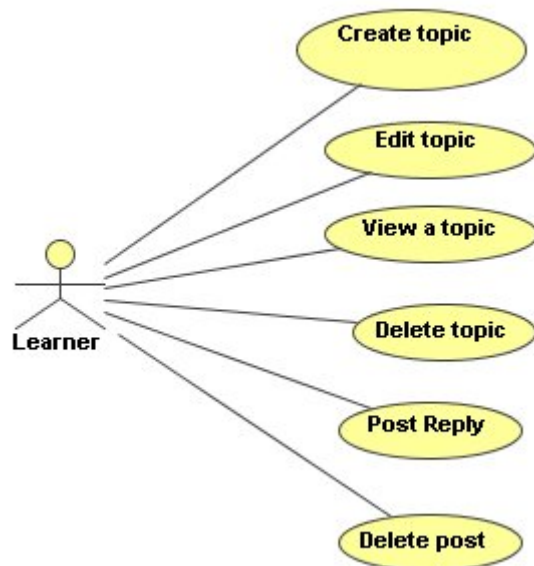 Create topic
Edit topic
View a topic
Learner
Delete topic
Post Reply
Delete post